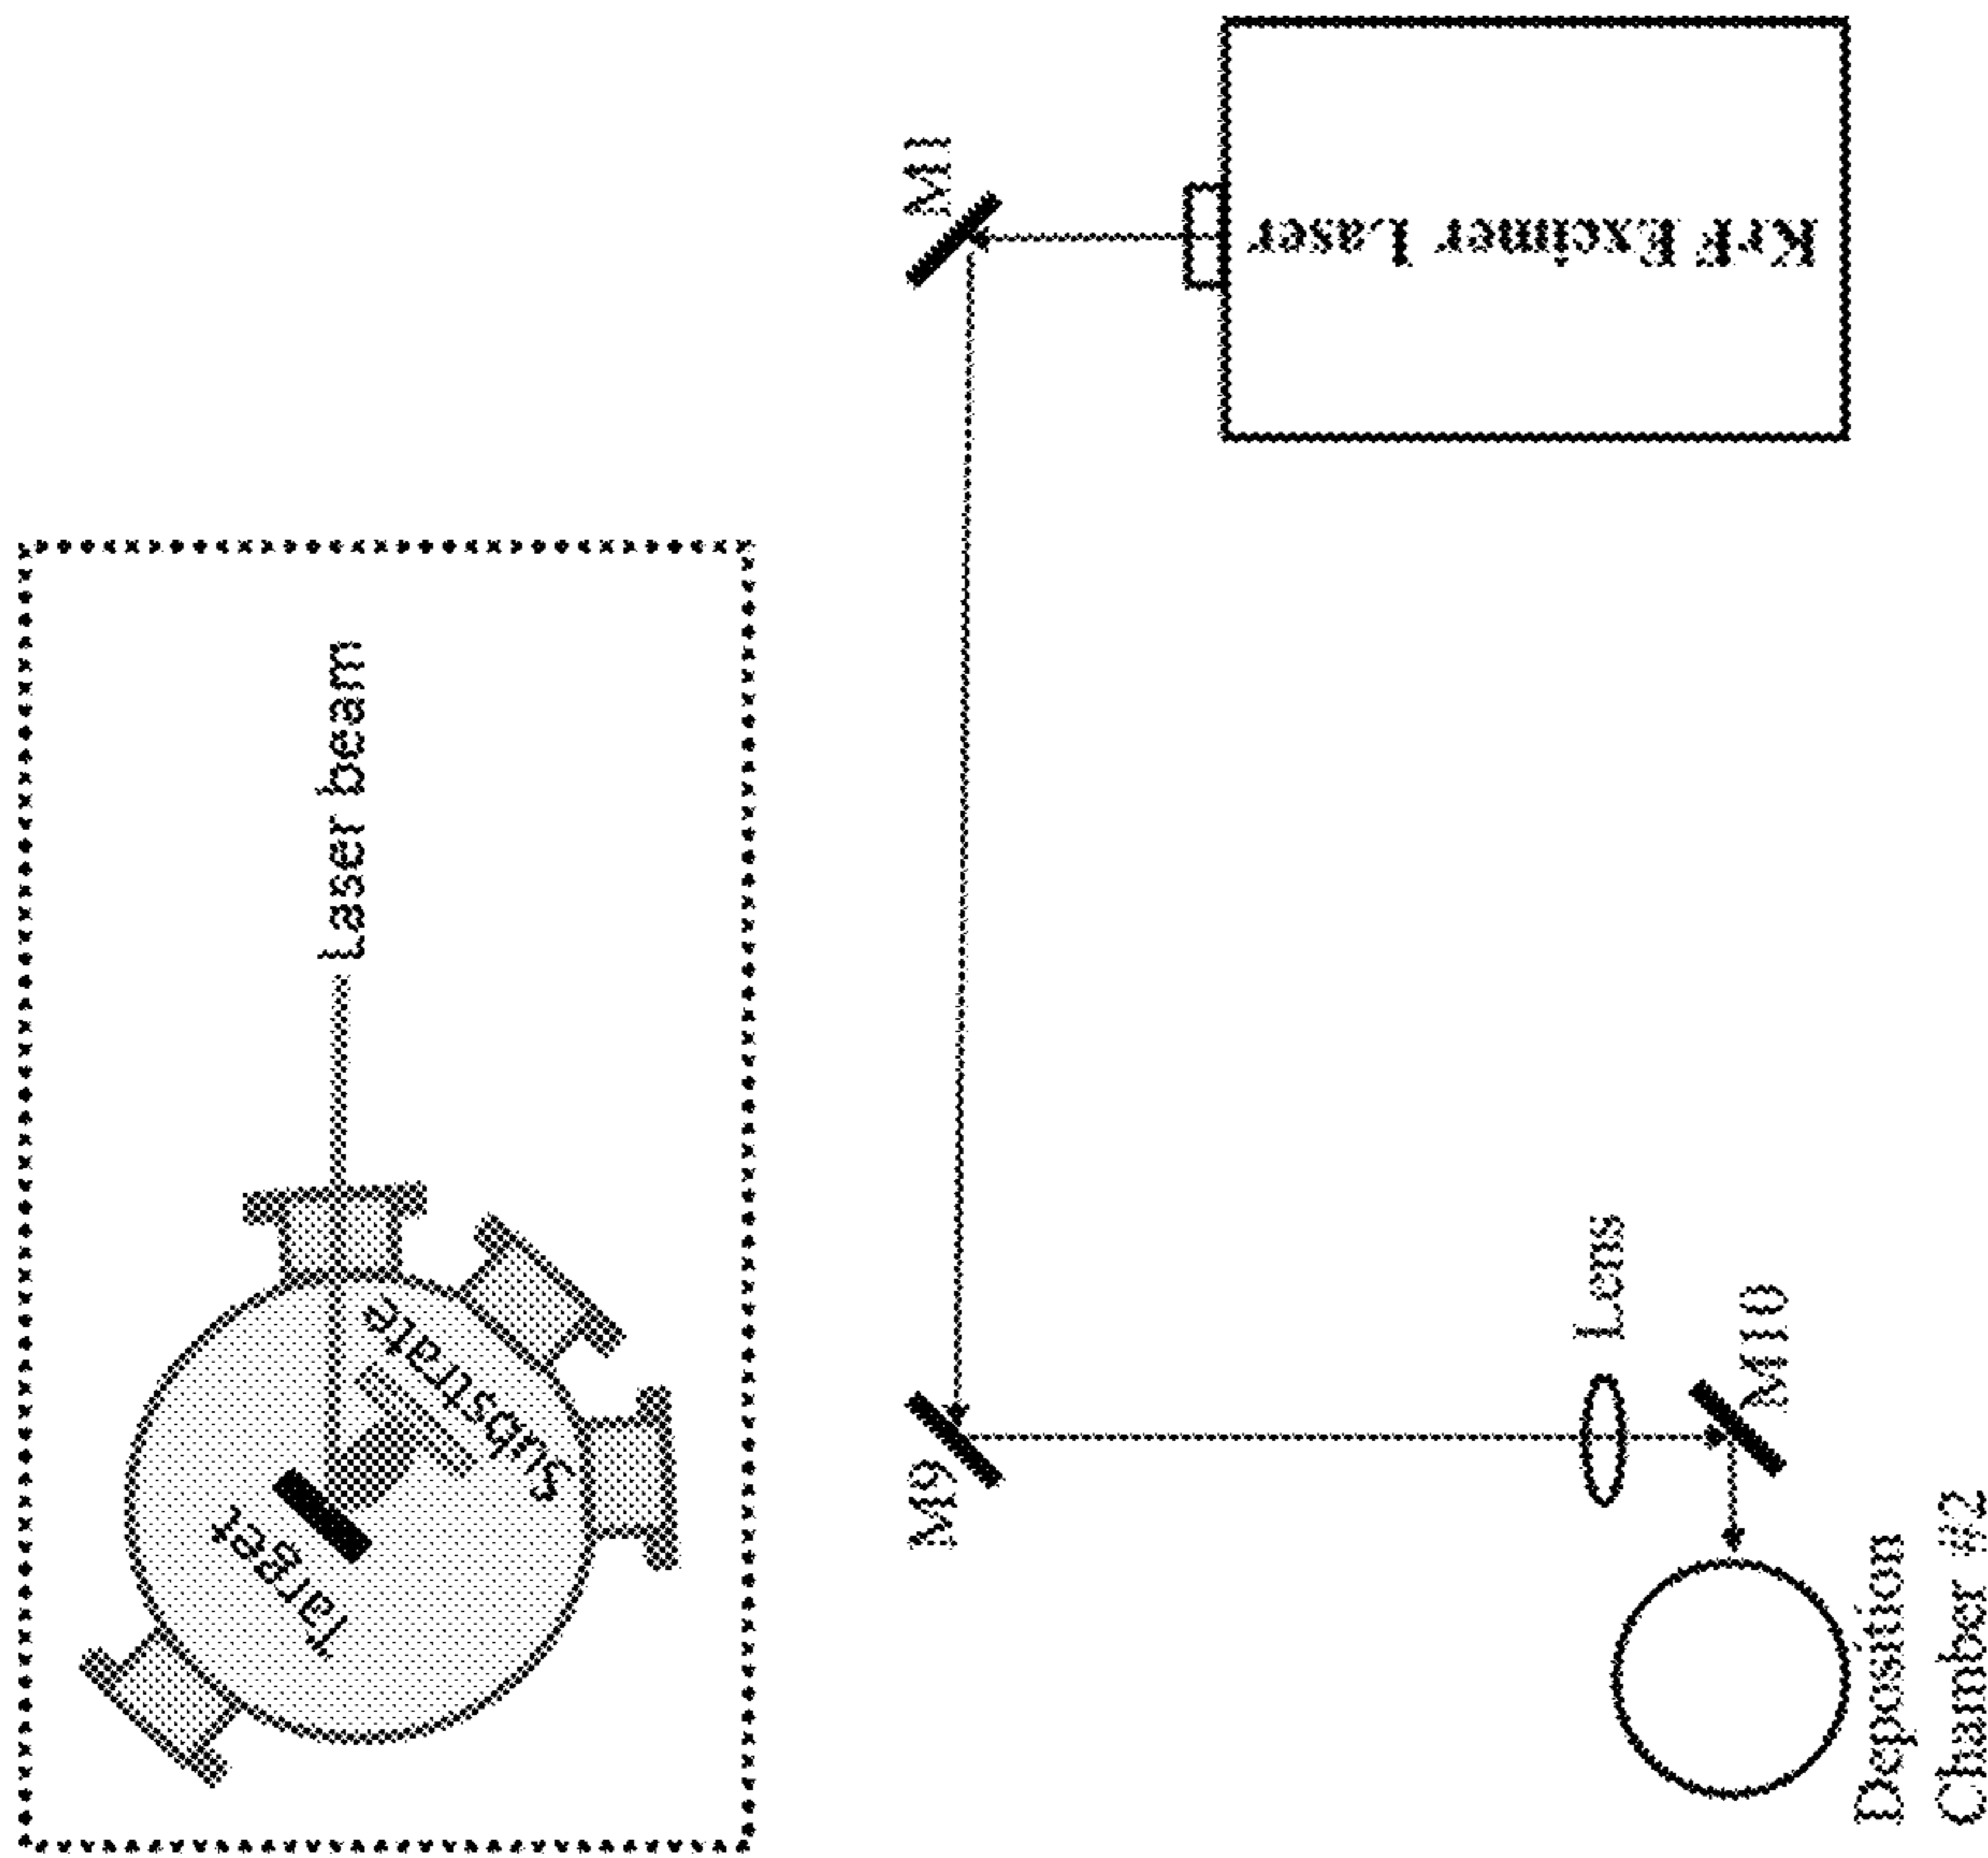 Laser beam
Substrate
Target
M1
KrF Excimer Laser
M9
Lens
M10
Deposition
Chamber #2